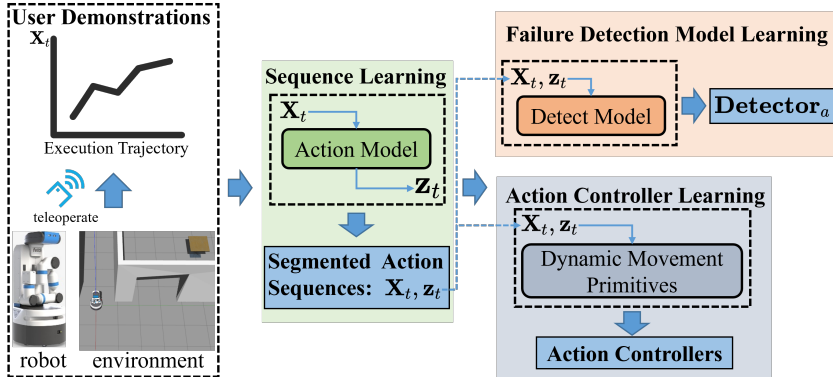 User Demonstrations
X_t
Execution Trajectory
teleoperate
robot
environment
Sequence Learning
X_t
Action Model
z_t
Segmented Action
Sequences: X_t, z_t
Failure Detection Model Learning
X_t, z_t
Detect Model
Detector_a
Action Controller Learning
X_t, z_t
Dynamic Movement
Primitives
Action Controllers